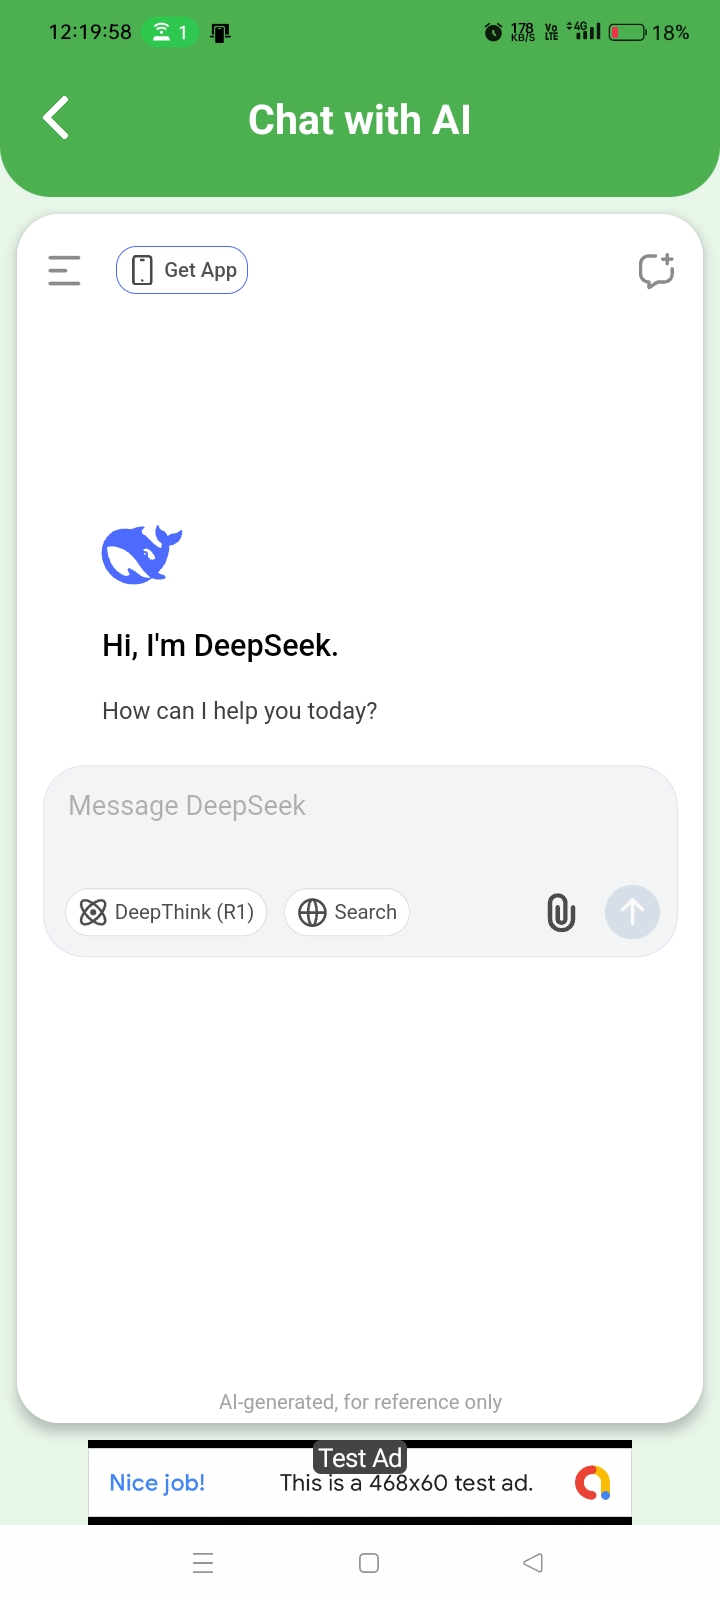 12:19:58 1 178 KB/S Vo LTE 4G 18%
Chat with AI
Get App
Hi, I'm DeepSeek.
How can I help you today?
Message DeepSeek
DeepThink (R1) Search
AI-generated, for reference only
Test Ad
Nice job! This is a 468x60 test ad.